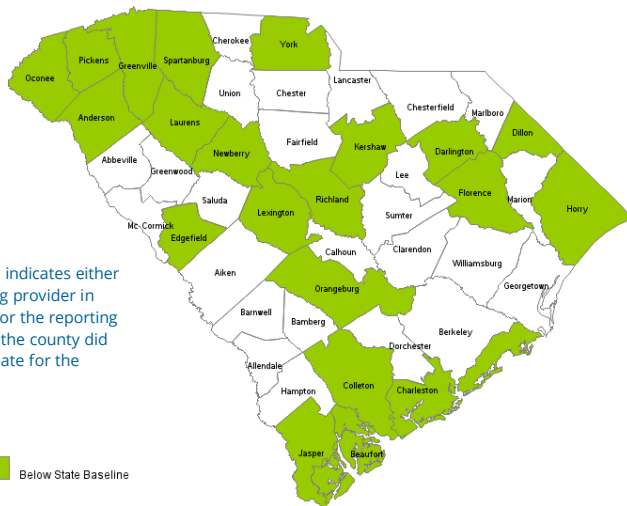 Cherokee
York
Spartanburg
Pickens
Greenville
Oconee
Lancaster
Union
Chester
Chesterfield
Marlboro
Anderson
Laurens
Dillon
Fairfield
Kershaw
Darlington
Newberry
Abbeville
Greenwood
Lee
Florence
Marion
Horry
Saluda
Richland
Lexington
Sumter
Mc Cormick
Edgefield
Calhoun
Clarendon
Williamsburg
Aiken
Georgetown
Orangeburg
Barnwell
Bamberg
Berkeley
Dorchester
Allendale
Hampton
Colleton
Charleston
Jasper
Beaufort
indicates either
g provider in
or the reporting
the county did
ate for the
Below State Baseline